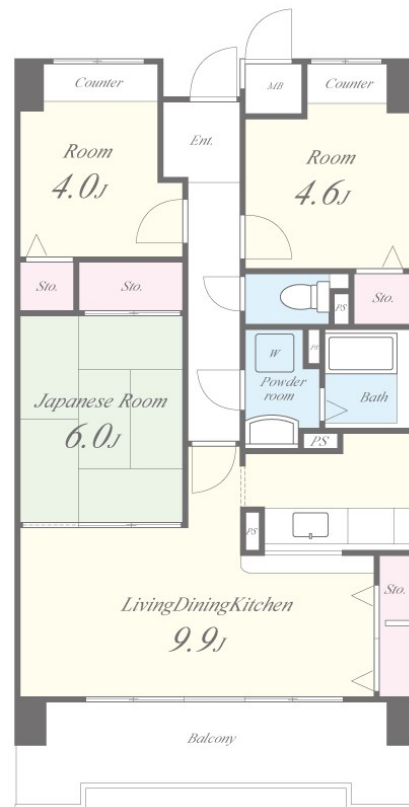 Counter
MB
Counter
Ent.
Room
4.0J
Room
4.6J
Sto.
Sto.
PS
Sto.
W
PS
Powder
room
Bath
Japanese Room
6.0J
PS
PS
Sto.
LivingDiningKitchen
9.9J
Balcony